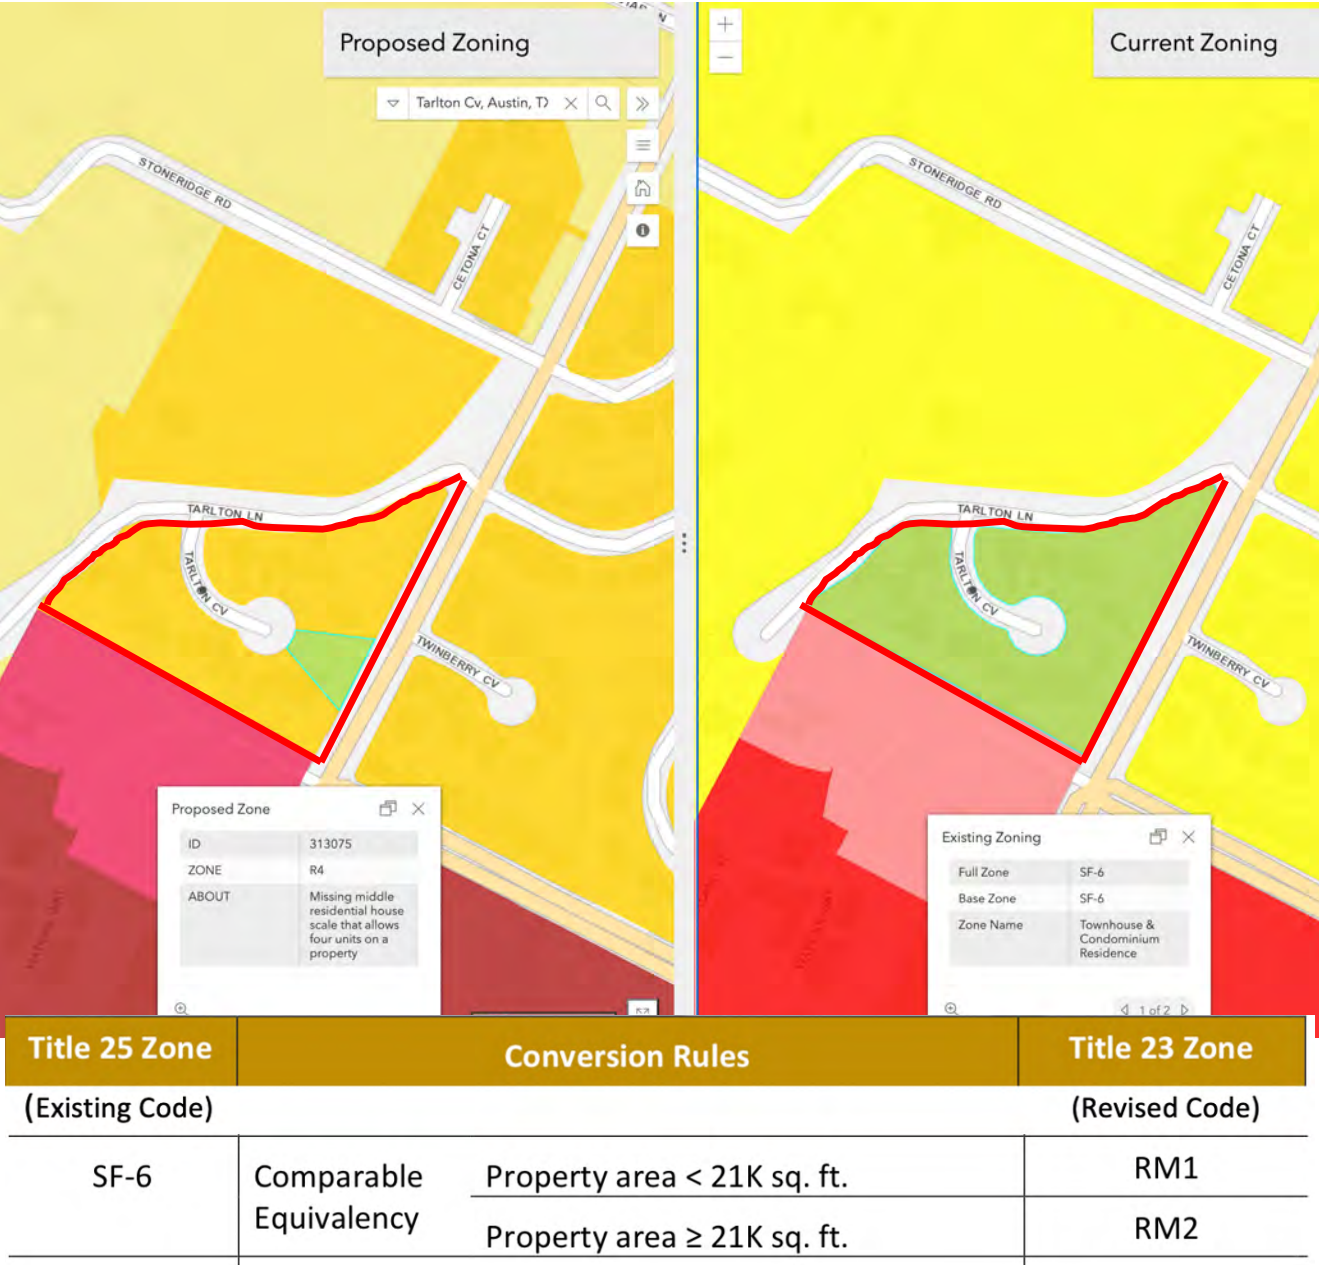 Proposed Zoning
Tarlton Cv, Austin, TX
STONERIDGE RD
CETONA CT
TARLTON LN
TARLTON CV
TWINBERRY CV
Proposed Zone
ID 313075
ZONE R4
ABOUT Missing middle
residential house
scale that allows
four units on a
property
Current Zoning
STONERIDGE RD
CETONA CT
TARLTON LN
TARLTON CV
TWINBERRY CV
Existing Zoning
Full Zone SF-6
Base Zone SF-6
Zone Name Townhouse &
Condominium
Residence
1 of 2
Title 25 Zone Conversion Rules Title 23 Zone
(Existing Code) (Revised Code)
SF-6 Comparable Property area < 21K sq. ft. RM1
Equivalency Property area ≥ 21K sq. ft. RM2